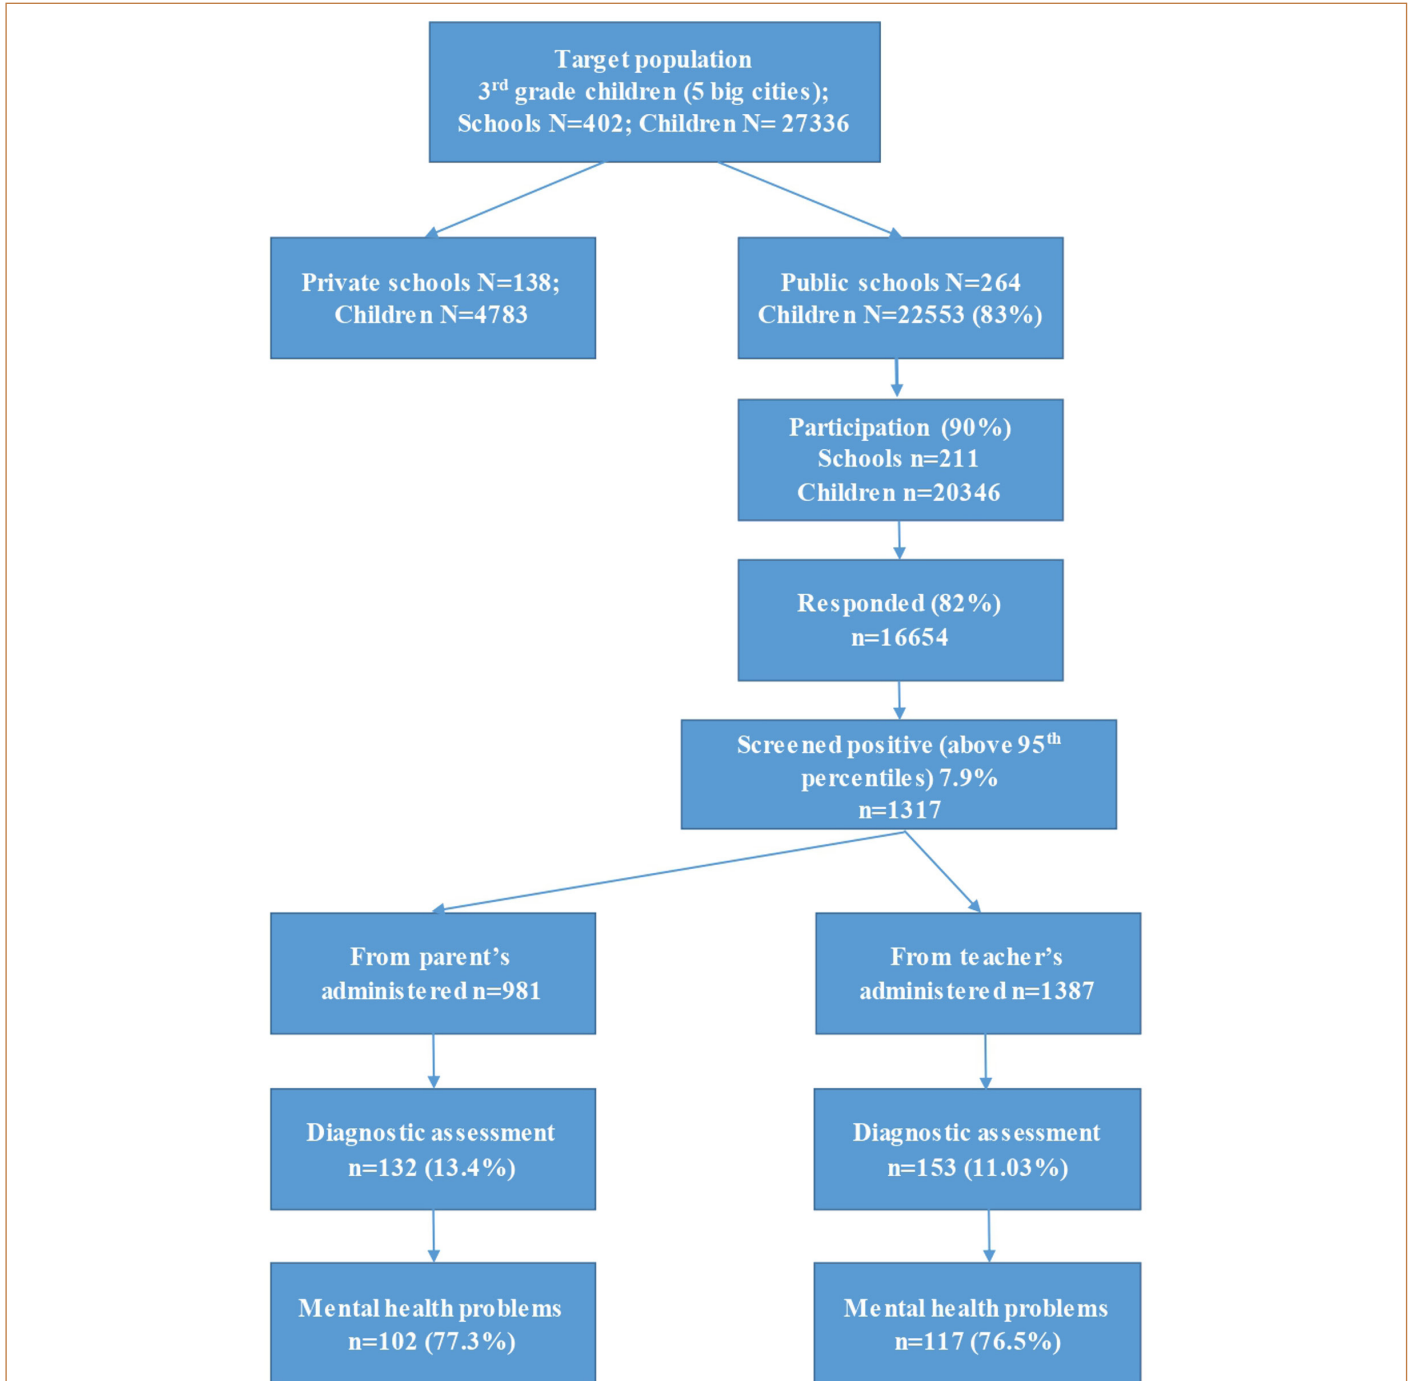 Target population
3rd grade children (5 big cities);
Schools N=402; Children N= 27336
Private schools N=138;
Children N=4783
Public schools N=264
Children N=22553 (83%)
Participation (90%)
Schools n=211
Children n=20346
Responded (82%)
n=16654
Screened positive (above 95th
percentiles) 7.9%
n=1317
From parent’s
administered n=981
From teacher’s
administered n=1387
Diagnostic assessment
n=132 (13.4%)
Diagnostic assessment
n=153 (11.03%)
Mental health problems
n=102 (77.3%)
Mental health problems
n=117 (76.5%)